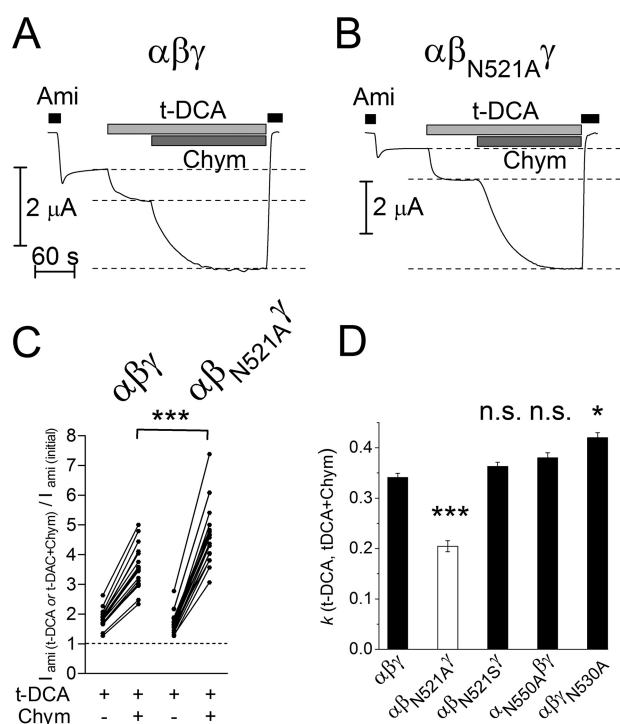 A
αβγ
Ami
t-DCA
Chym
2 μA
60 s
B
αβN521Aγ
Ami
t-DCA
Chym
2 μA
C
αβγ
αβN521Aγ
***
I ami (t-DCA or t-DAC+Chym) / I ami (initial)
8
7
6
5
4
3
2
1
0
t-DCA + + + +
Chym - + - +
D
k (t-DCA, tDCA+Chym)
0.4
0.3
0.2
0.1
0.0
***
n.s. n.s.
*
αβγ
αβN521Aγ
αβN521Sγ
αN550Aβγ
αβγN530A